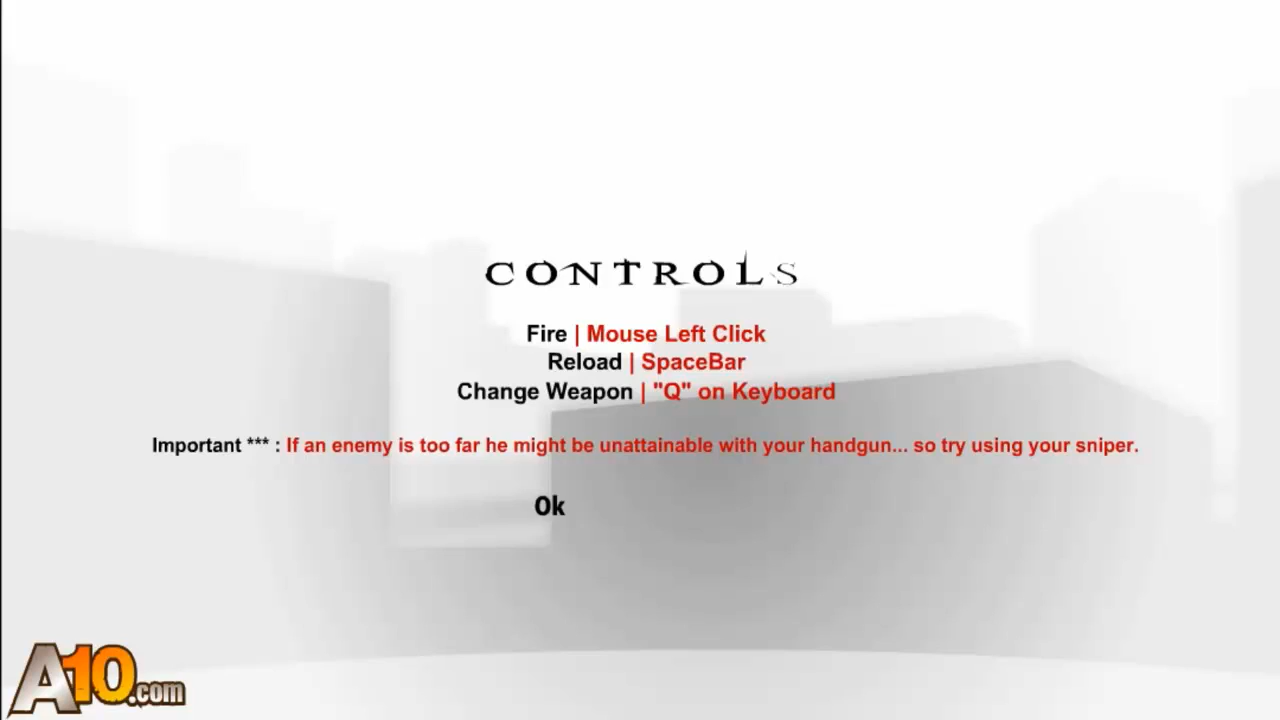 CONTROLS
Fire | Mouse Left Click
Reload | SpaceBar
Change Weapon | "Q" on Keyboard
Important *** : If an enemy is too far he might be unattainable with your handgun... so try using your sniper.
Ok
A10.com